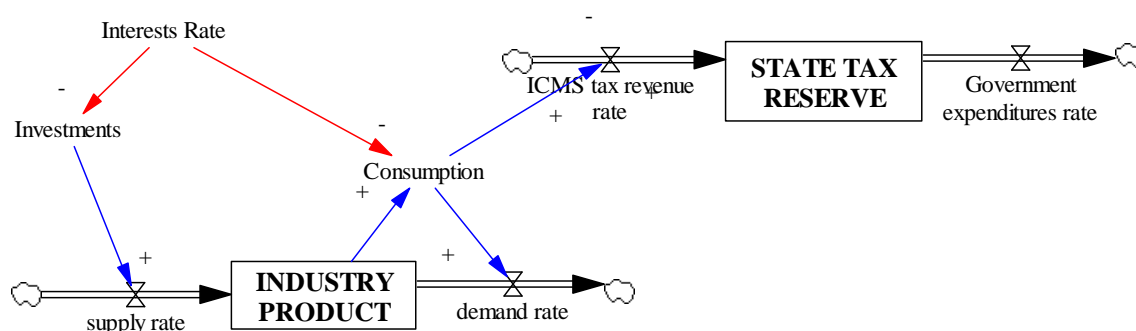 -
Interests Rate
STATE TAX
RESERVE
ICMS tax revenue
rate
+
Government
expenditures rate
-
Investments
+
-
Consumption
+
+
+
INDUSTRY
PRODUCT
supply rate
demand rate